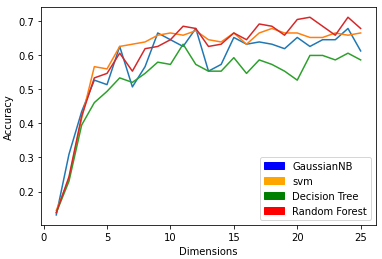 0.7
0.6
0.5
0.4
0.3
0.2
Accuracy
GaussianNB
svm
Decision Tree
Random Forest
0 5 10 15 20 25
Dimensions